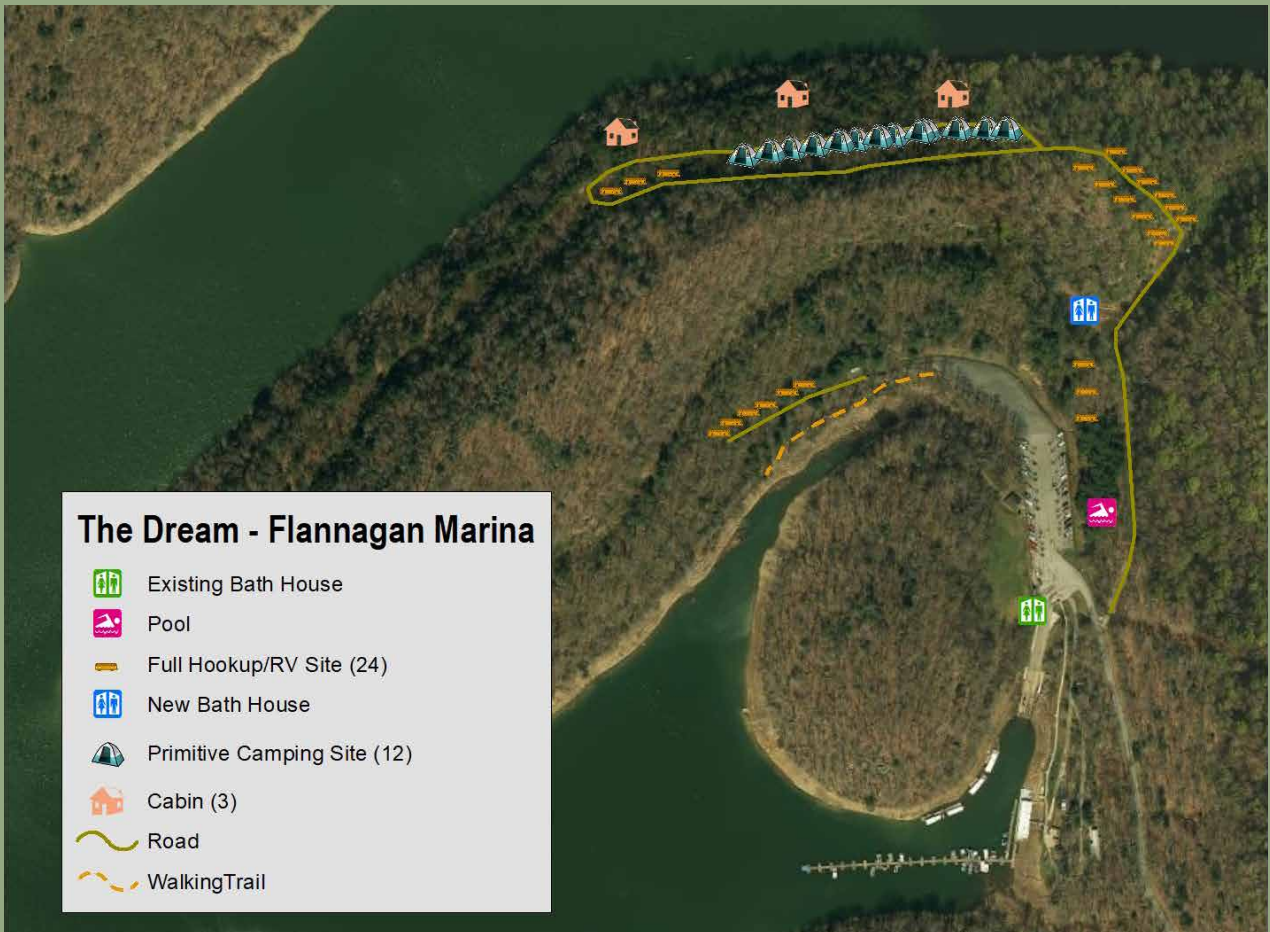 The Dream - Flannagan Marina
Existing Bath House
Pool
Full Hookup/RV Site (24)
New Bath House
Primitive Camping Site (12)
Cabin (3)
Road
WalkingTrail